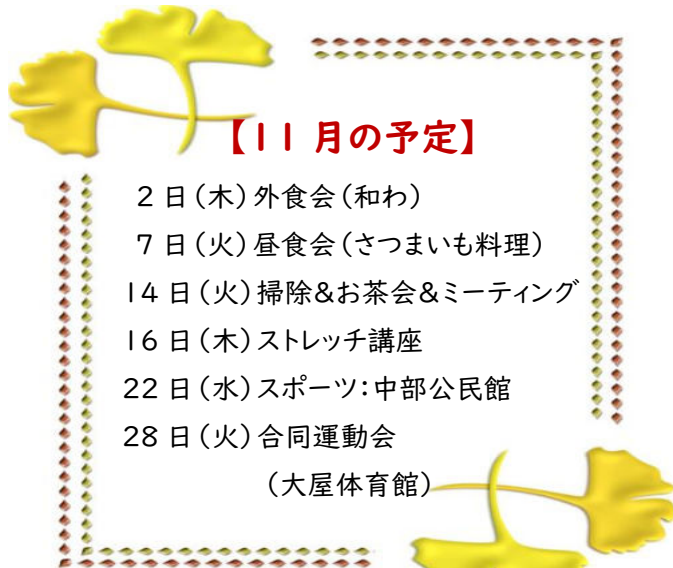 【11月の予定】
2日(木)外食会(和わ)
7日(火)昼食会(さつまいも料理)
14日(火)掃除&お茶会&ミーティング
16日(木)ストレッチ講座
22日(水)スポーツ:中部公民館
28日(火)合同運動会
(大屋体育館)